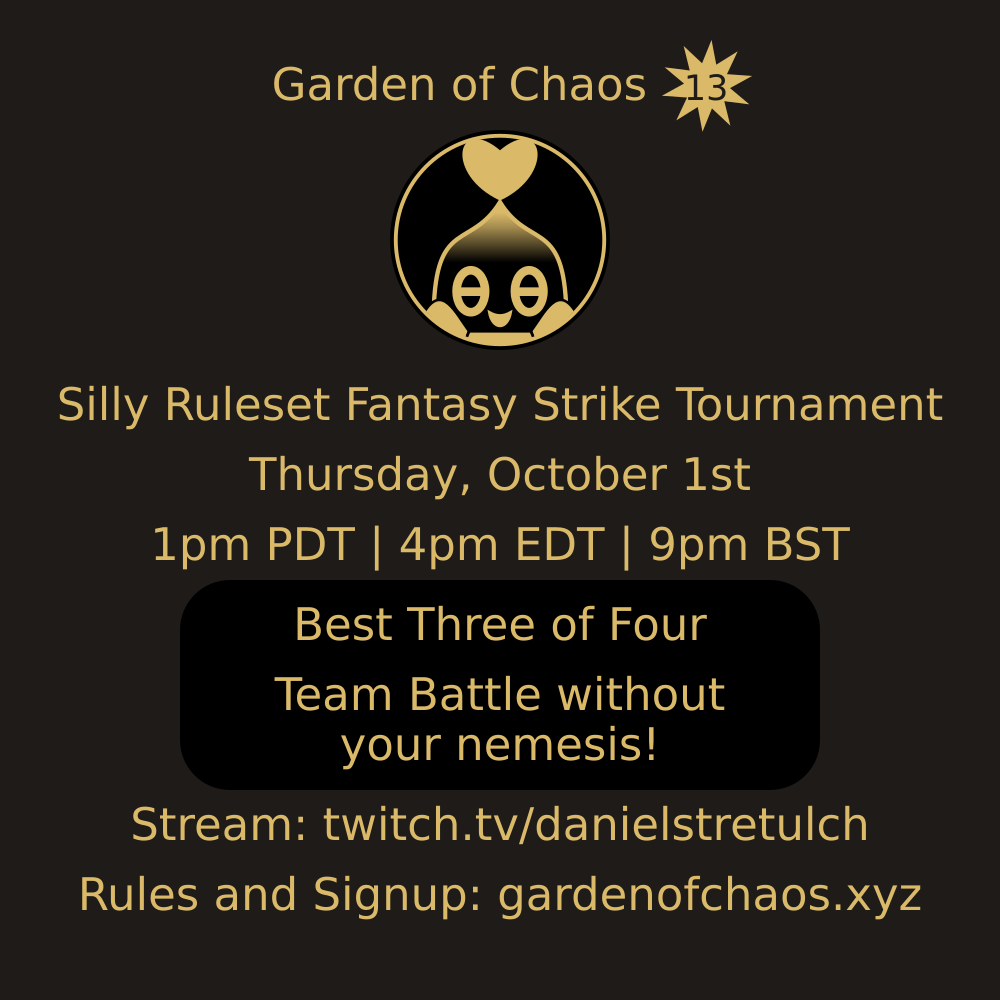 Garden of Chaos 13
Silly Ruleset Fantasy Strike Tournament
Thursday, October 1st
1pm PDT | 4pm EDT | 9pm BST
Best Three of Four
Team Battle without
your nemesis!
Stream: twitch.tv/danielstretulch
Rules and Signup: gardenofchaos.xyz